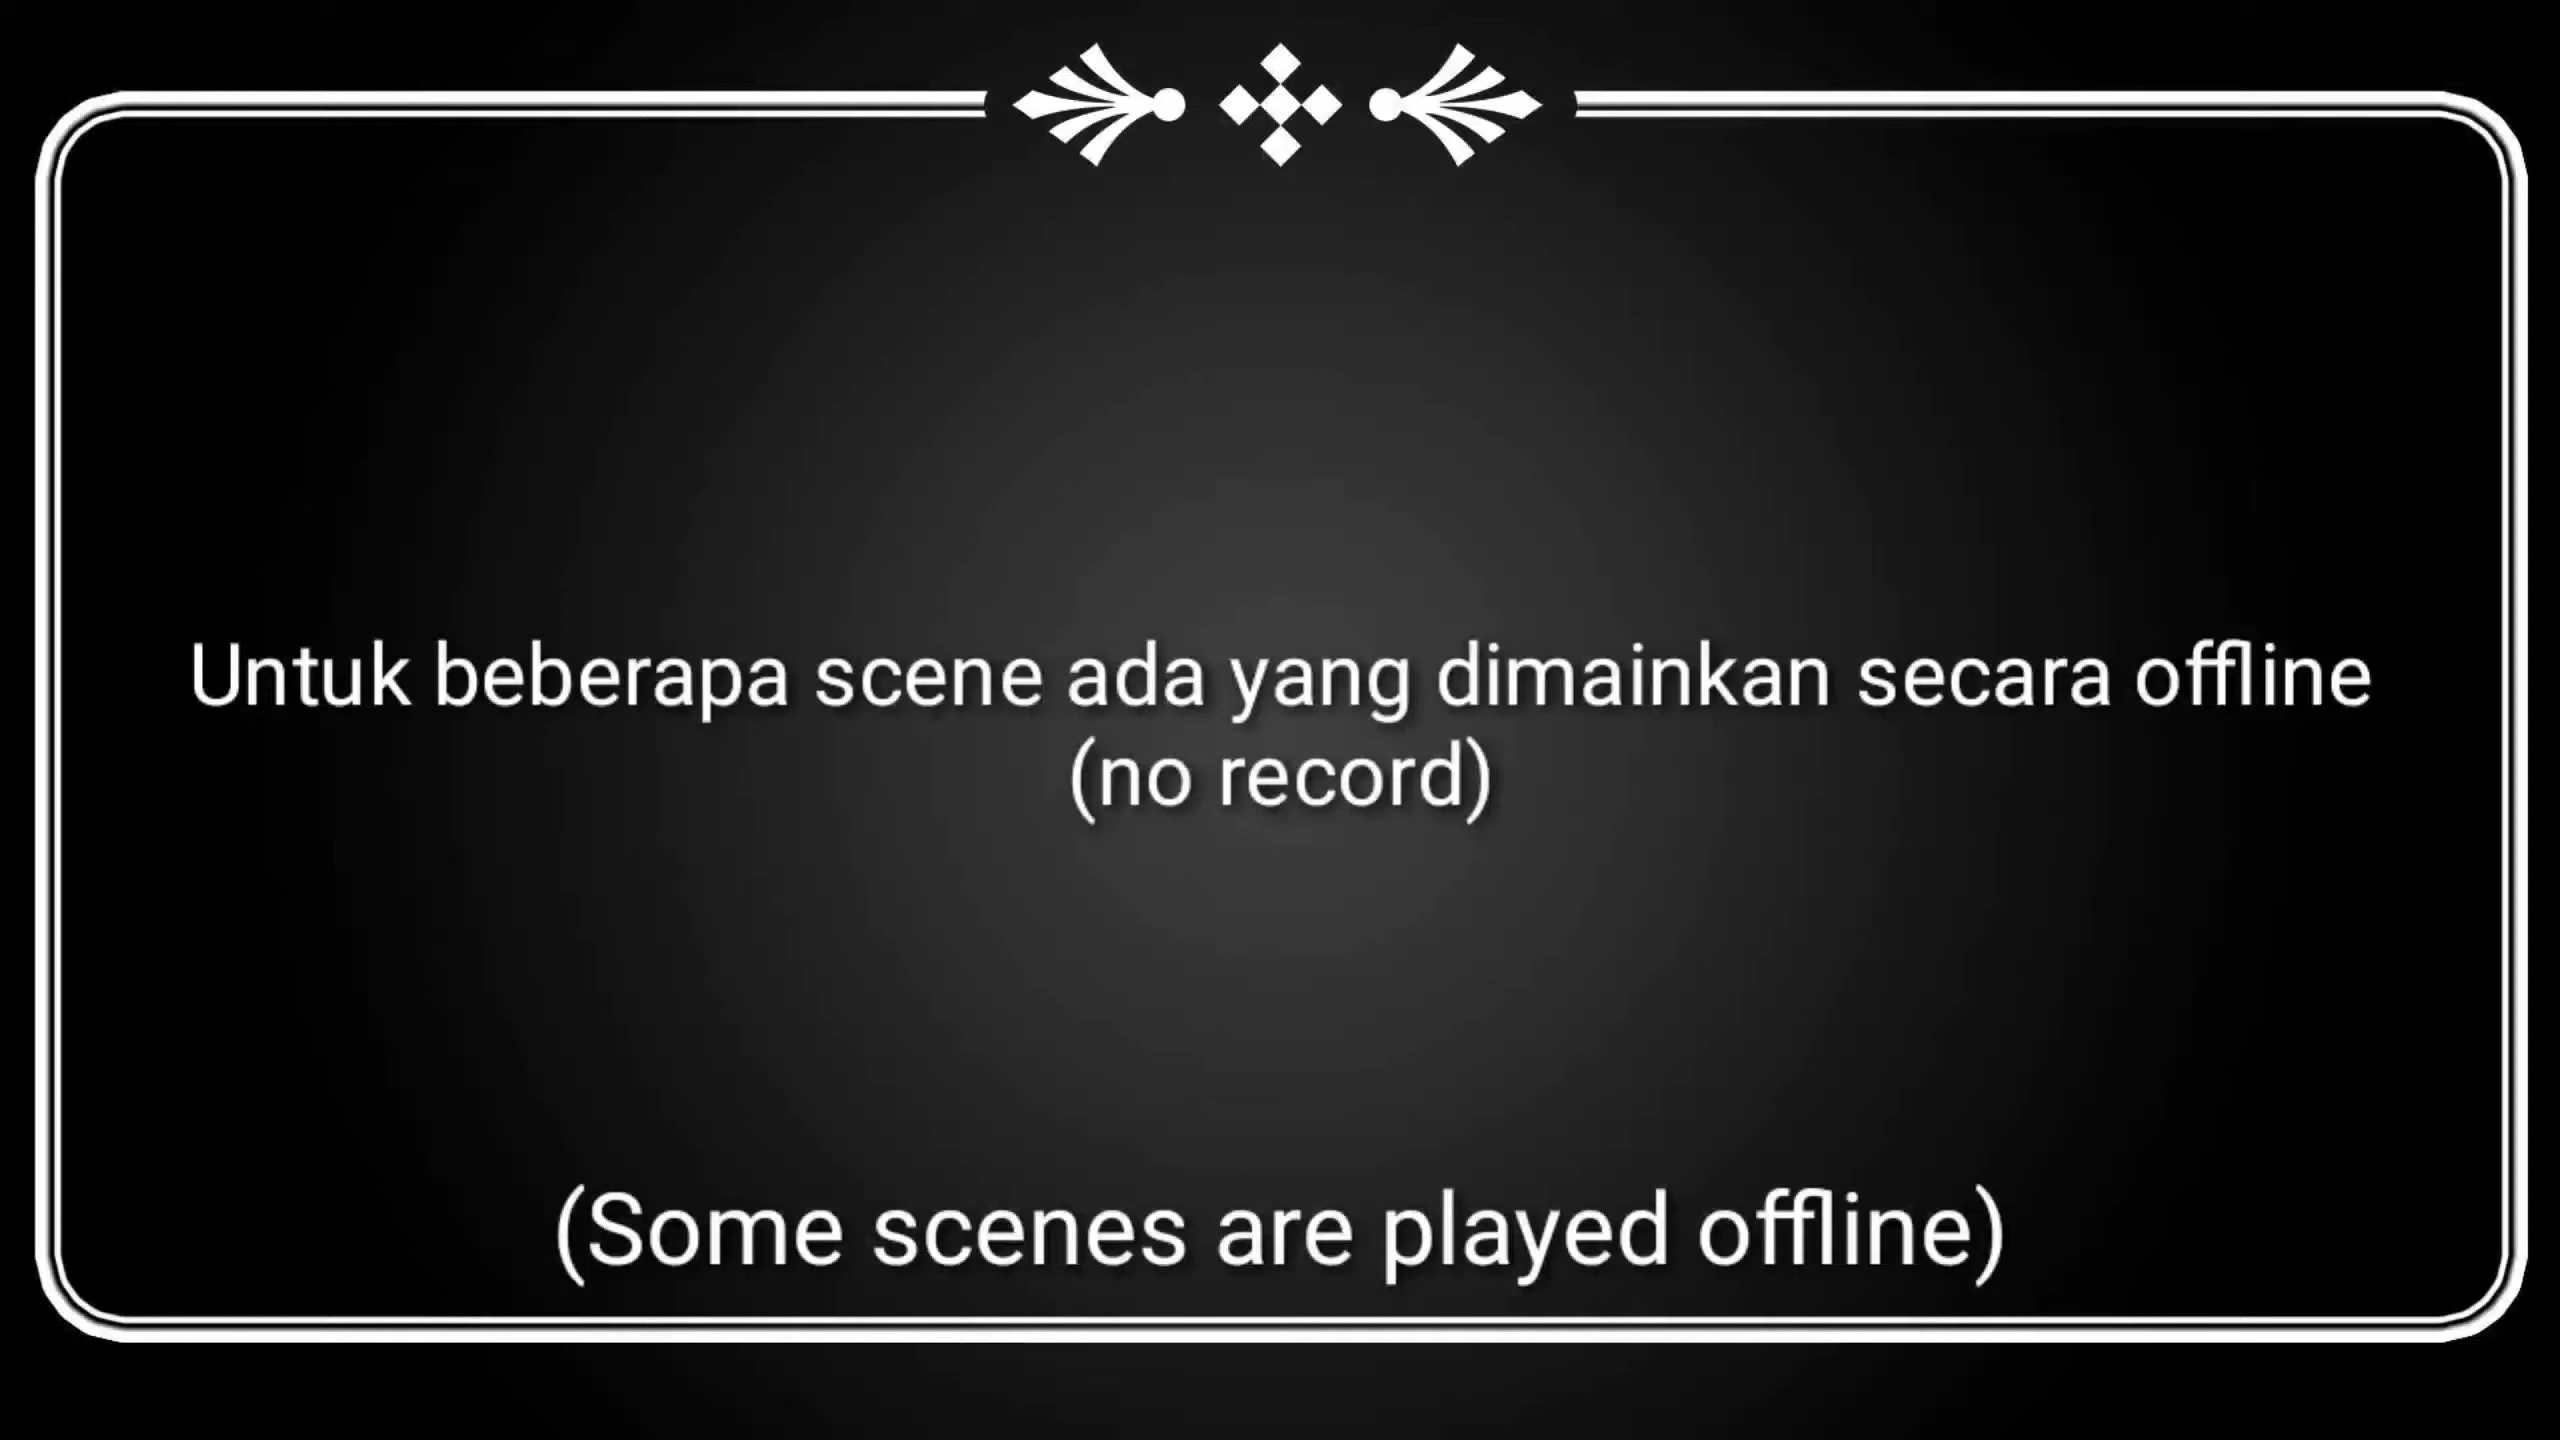 Untuk beberapa scene ada yang dimainkan secara offline
(no record)
(Some scenes are played offline)